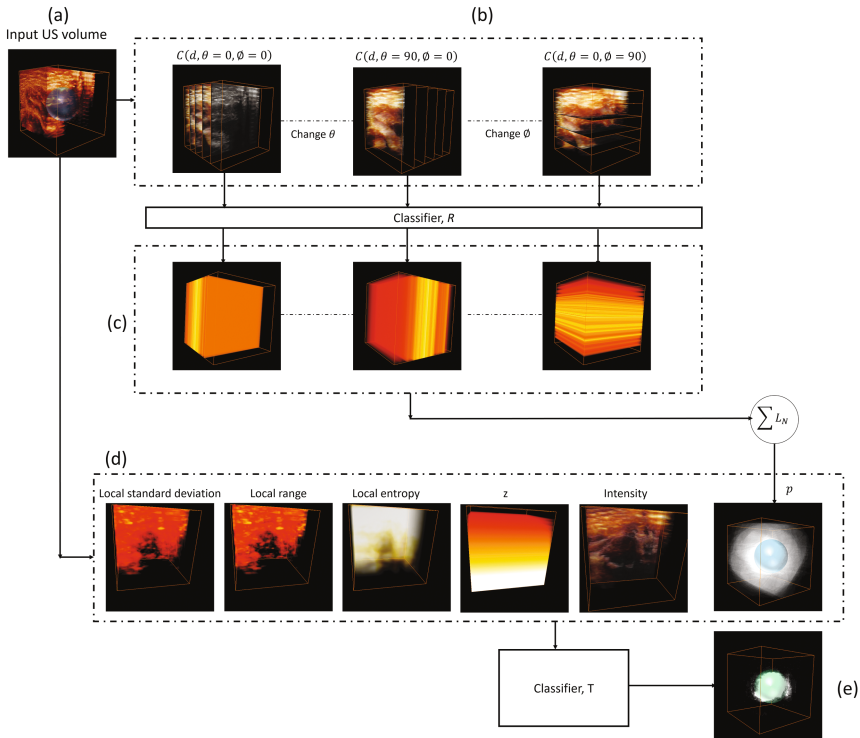 (a)
(b)
Input US volume
C(d, θ = 0, ∅ = 0)
C(d, θ = 90, ∅ = 0)
C(d, θ = 0, ∅ = 90)
Change θ
Change ∅
Classifier, R
(c)
∑ L_N
(d)
p
Local standard deviation
Local range
Local entropy
z
Intensity
Classifier, T
(e)